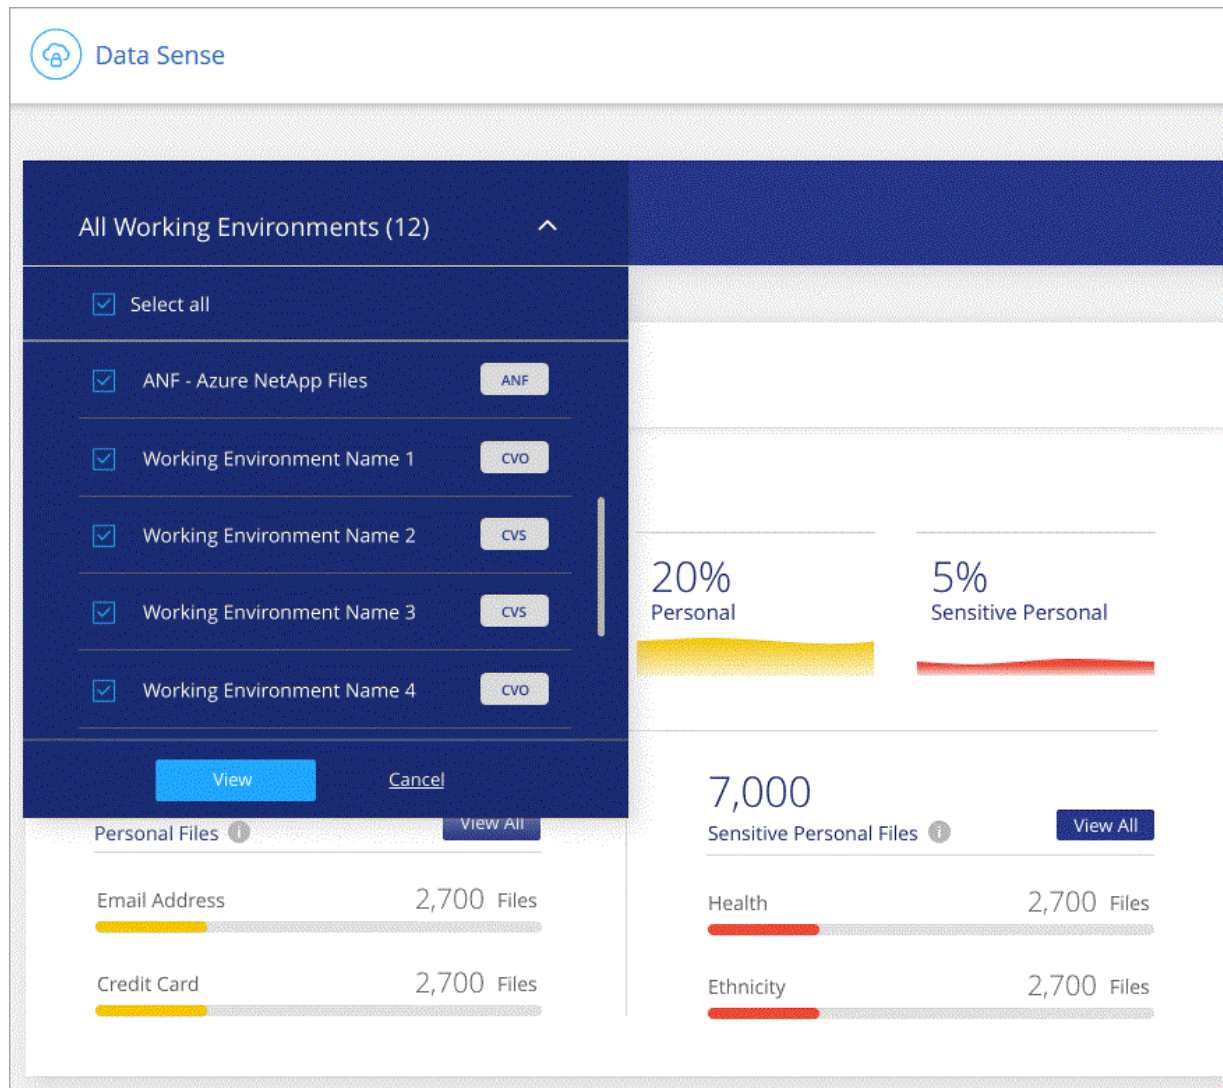 Data Sense
All Working Environments (12)
Select all
ANF - Azure NetApp Files ANF
Working Environment Name 1 CVO
Working Environment Name 2 CVS
Working Environment Name 3 CVS
Working Environment Name 4 CVO
View Cancel
20%
Personal
5%
Sensitive Personal
Personal Files View All
Email Address 2,700 Files
Credit Card 2,700 Files
7,000
Sensitive Personal Files View All
Health 2,700 Files
Ethnicity 2,700 Files